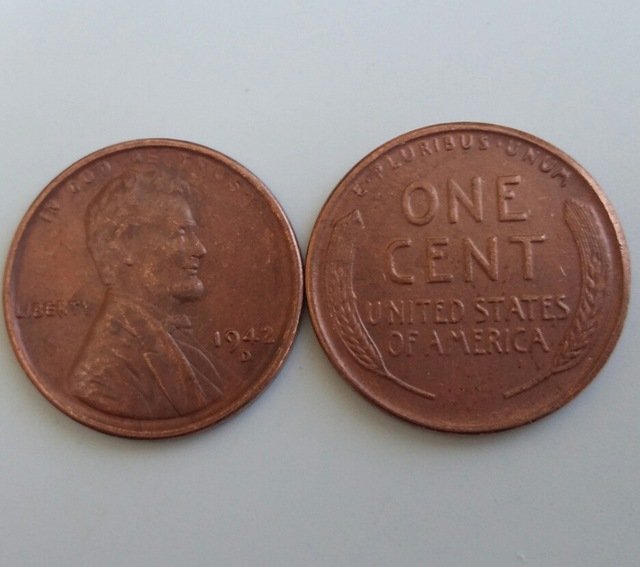 IN GOD WE TRUST
LIBERTY
1942
D
E·PLURIBUS·UNUM
ONE
CENT
UNITED STATES
OF AMERICA